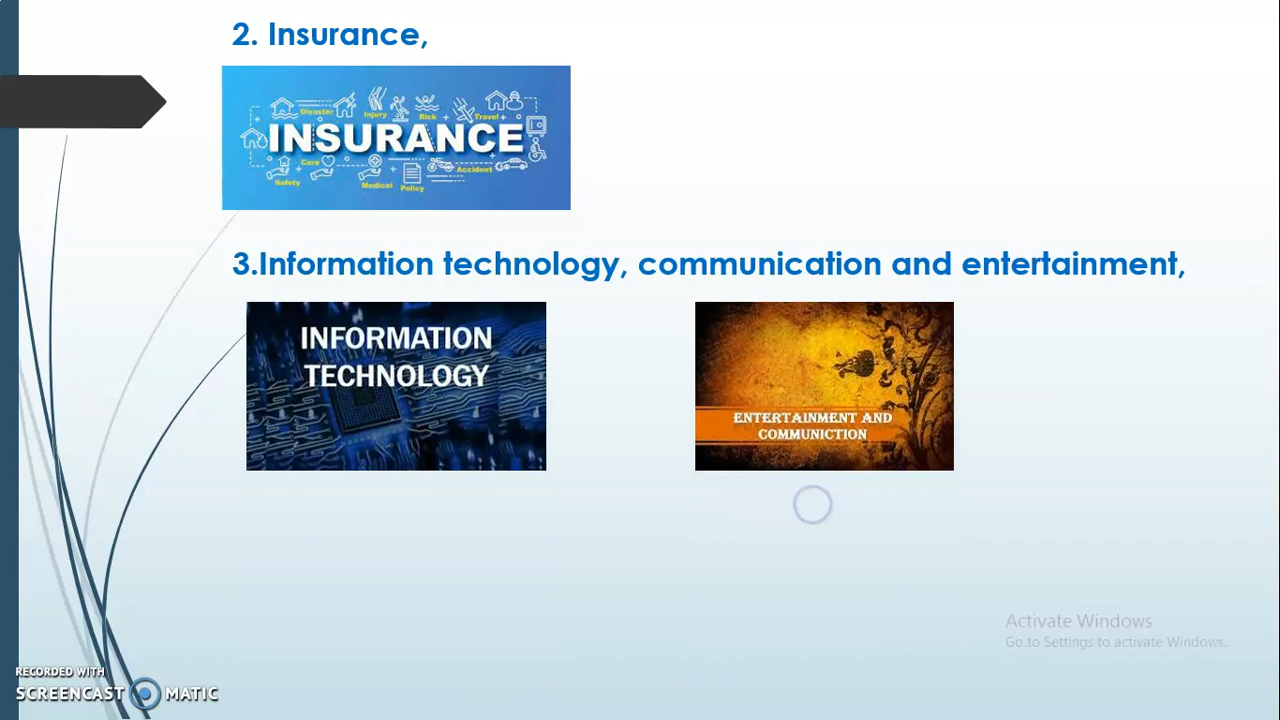 2. Insurance,
Disaster
Injury
Risk
Travel
INSURANCE
Care
Accident
Safety
Medical
Policy
3.Information technology, communication and entertainment,
INFORMATION
TECHNOLOGY
ENTERTAINMENT AND
COMMUNICTION
Activate Windows
Go to Settings to activate Windows.
RECORDED WITH
SCREENCAST MATIC